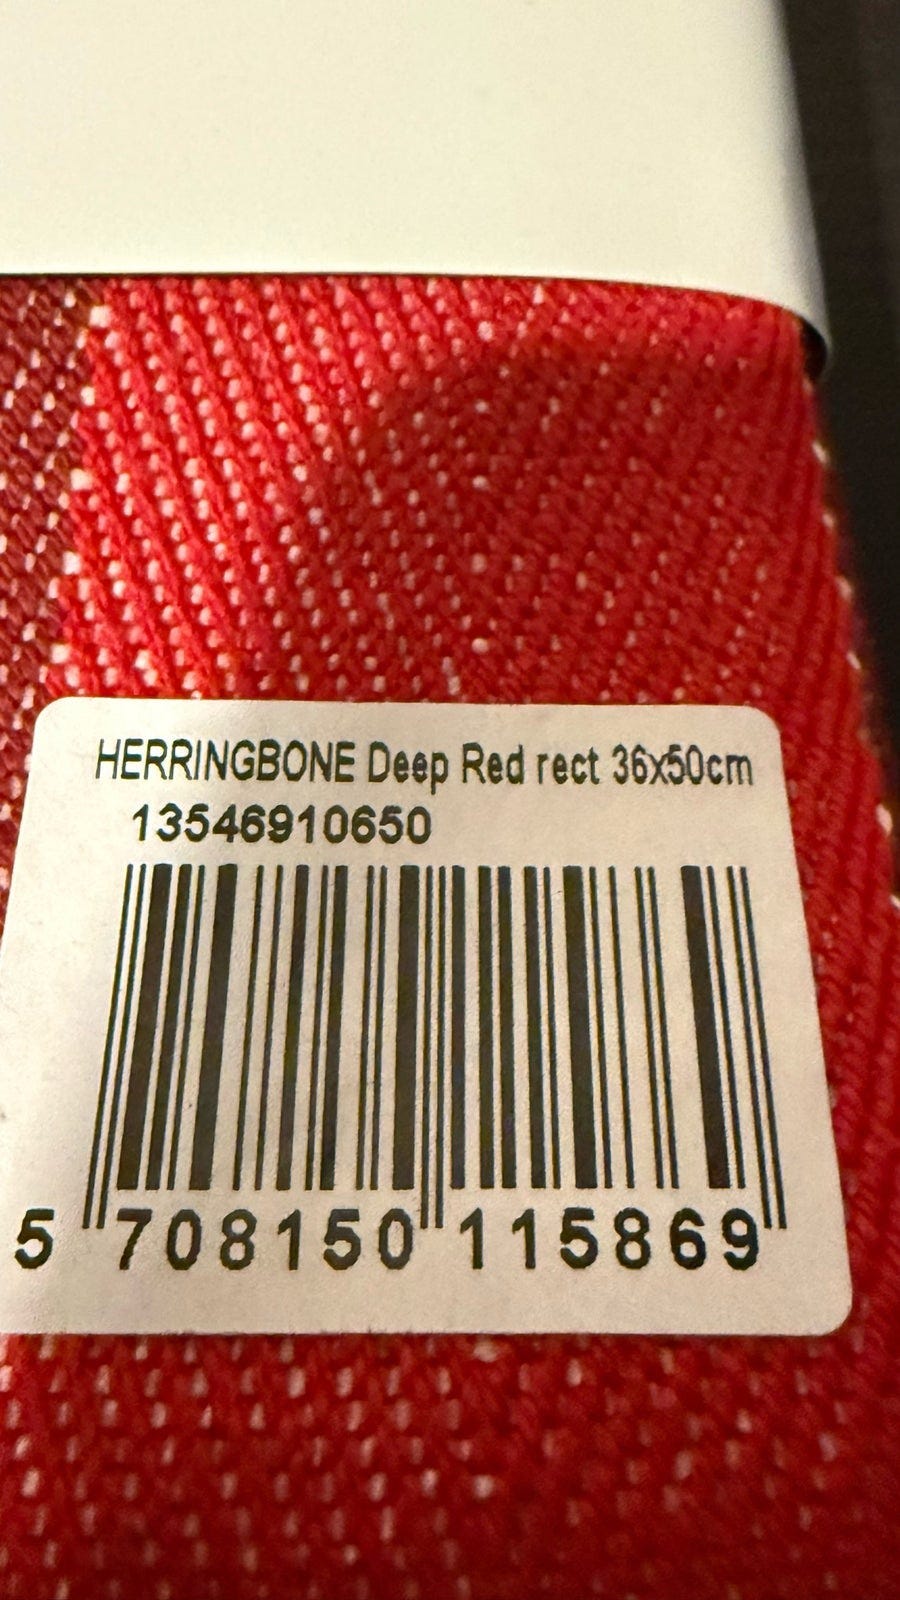 HERRINGBONE Deep Red rect 36x50cm
13546910650
5 708150 115869